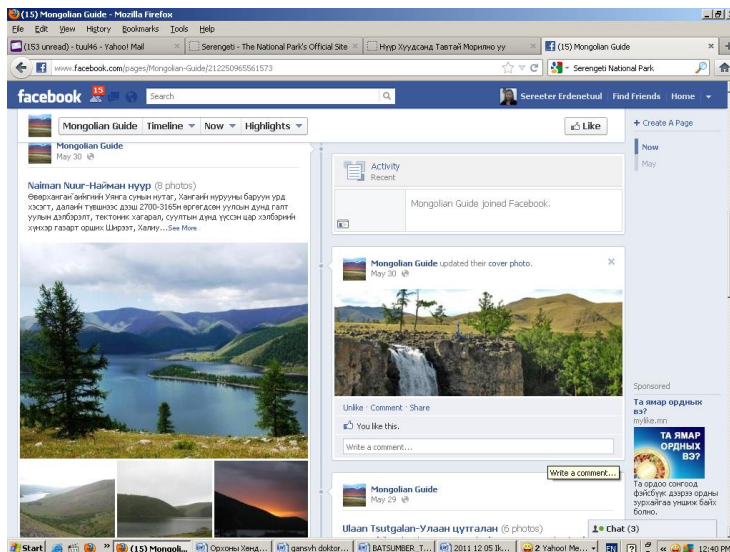 (15) Mongolian Guide - Mozilla Firefox
File Edit View History Bookmarks Tools Help
(153 unread) - tuul46 - Yahoo! Mail
Serengeti - The National Park's Official Site
Нүүр Хуудсанд Тавтай Морилно уу
(15) Mongolian Guide
www.facebook.com/pages/Mongolian-Guide/212250965561573
Serengeti National Park
facebook
15
Search
Sereeter Erdenetuul Find Friends Home
Mongolian Guide Timeline Now Highlights
Like
+ Create A Page
Now
May
Mongolian Guide
May 30
Naiman Nuur-Найман нуур (8 photos)
Өвөрхангай аймгийн Уянга сумын нутаг, Хангайн нурууны баруун урд
хэсэгт, далайн түвшнээс дээш 2700-3165м өргөгдсөн уулсын дунд галт
уулын дэлбэрэлт, тектоник хагарал, суултын дүнд үүссэн цар хэлбэрийн
хүнхэр газарт орших Ширээт, Халиу...See More
Activity
Recent
Mongolian Guide joined Facebook.
Mongolian Guide updated their cover photo.
May 30
Unlike · Comment · Share
You like this.
Write a comment...
Write a comment...
Mongolian Guide
May 29
Ulaan Tsutgalan-Улаан цутгалан (6 photos)
Sponsored
Та ямар ордных
вэ?
mylike.mn
ТА ЯМАР
ОРДНЫХ
ВЭ?
Та ордоо сонгоод
фэйсбүүк дээрээ ордны
зурхайгаа уншиж байх
болно.
Chat (3)
Start
(15) Mongoli...
Орхоны Хенд...
gansvh doktor...
BATSUMBER_T...
2011 12 05 Ik...
2 Yahoo! Me...
EN
12:40 PM